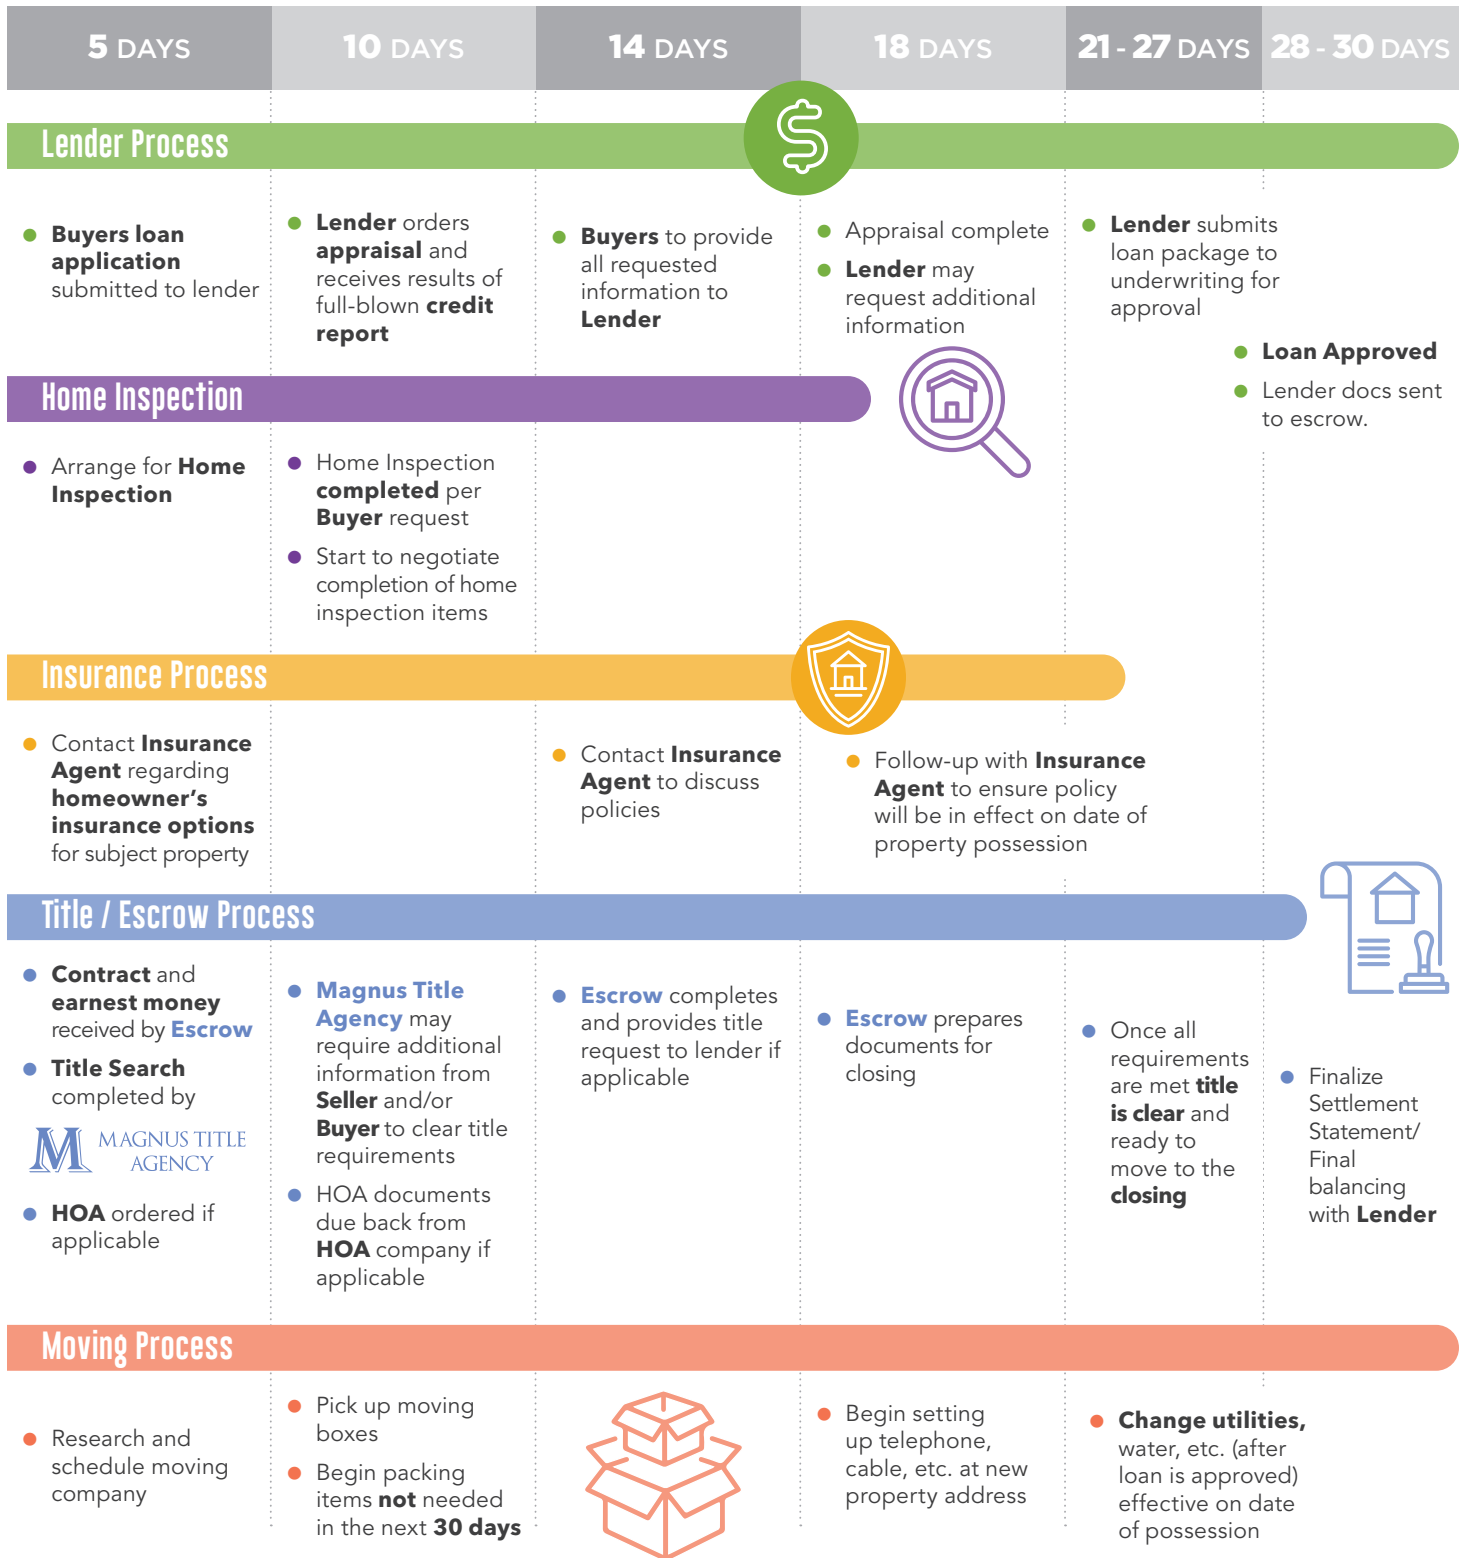 5 DAYS
10 DAYS
14 DAYS
18 DAYS
21 - 27 DAYS
28 - 30 DAYS
Lender Process
Buyers loan
application
submitted to lender
Lender orders
appraisal and
receives results of
full-blown credit
report
Buyers to provide
all requested
information to
Lender
Appraisal complete
Lender may
request additional
information
Lender submits
loan package to
underwriting for
approval
Loan Approved
Lender docs sent
to escrow.
Home Inspection
Arrange for Home
Inspection
Home Inspection
completed per
Buyer request
Start to negotiate
completion of home
inspection items
Insurance Process
Contact Insurance
Agent regarding
homeowner's
insurance options
for subject property
Contact Insurance
Agent to discuss
policies
Follow-up with Insurance
Agent to ensure policy
will be in effect on date of
property possession
Title / Escrow Process
Contract and
earnest money
received by Escrow
Title Search
completed by
M MAGNUS TITLE
AGENCY
HOA ordered if
applicable
Magnus Title
Agency may
require additional
information from
Seller and/or
Buyer to clear title
requirements
HOA documents
due back from
HOA company if
applicable
Escrow completes
and provides title
request to lender if
applicable
Escrow prepares
documents for
closing
Once all
requirements
are met title
is clear and
ready to
move to the
closing
Finalize
Settlement
Statement/
Final
balancing
with Lender
Moving Process
Research and
schedule moving
company
Pick up moving
boxes
Begin packing
items not needed
in the next 30 days
Begin setting
up telephone,
cable, etc. at new
property address
Change utilities,
water, etc. (after
loan is approved)
effective on date
of possession